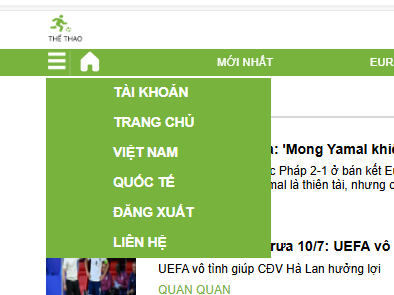 THỂ THAO
MỚI NHẤT
EUR
TÀI KHOẢN
TRANG CHỦ
VIỆT NAM
QUỐC TẾ
ĐĂNG XUẤT
LIÊN HỆ
: 'Mong Yamal khi
Pháp 2-1 ở bán kết E
mal là thiên tài, nhưng c
rưa 10/7: UEFA vô
UEFA vô tình giúp CĐV Hà Lan hưởng lợi
QUAN QUAN